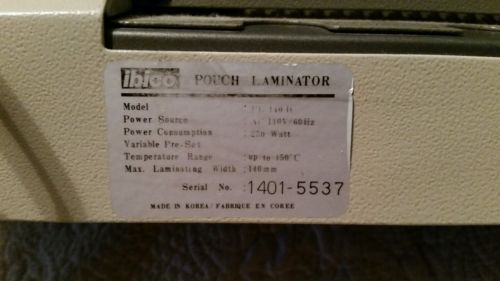 ibico POUCH LAMINATOR
Model :
Power Source : AC 110V/60Hz
Power Consumption : Watt
Variable Pre-Set
Temperature Range : up to 150°C
Max. Laminating Width : 140mm
Serial No. :1401-5537
MADE IN KOREA/ FABRIQUE EN COREE